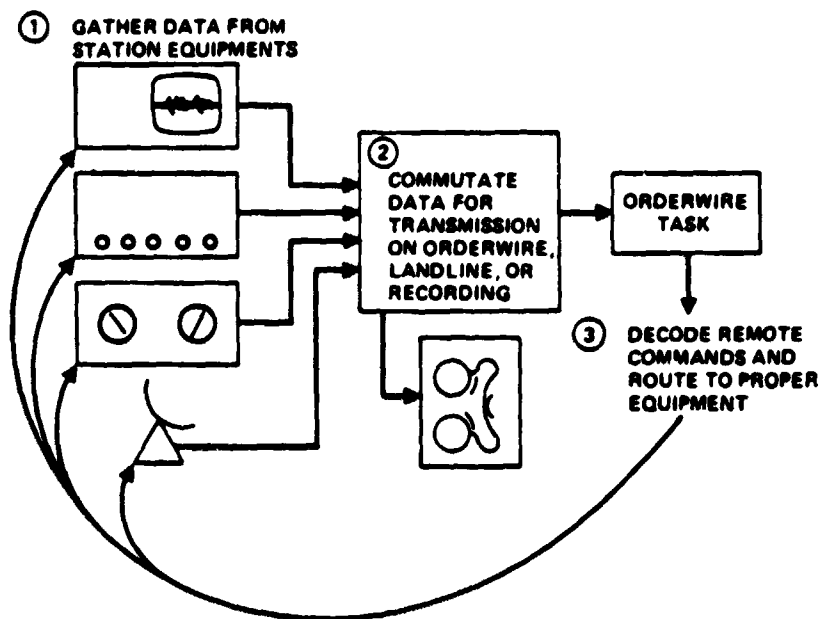 1 GATHER DATA FROM
STATION EQUIPMENTS
2
COMMUTATE
DATA FOR
TRANSMISSION
ON ORDERWIRE,
LANDLINE, OR
RECORDING
ORDERWIRE
TASK
3 DECODE REMOTE
COMMANDS AND
ROUTE TO PROPER
EQUIPMENT